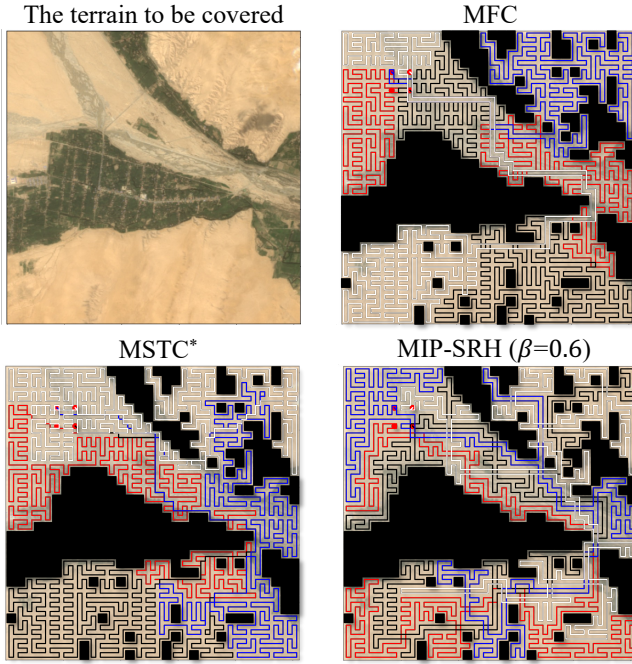 The terrain to be covered
MFC
MSTC*
MIP-SRH (β=0.6)